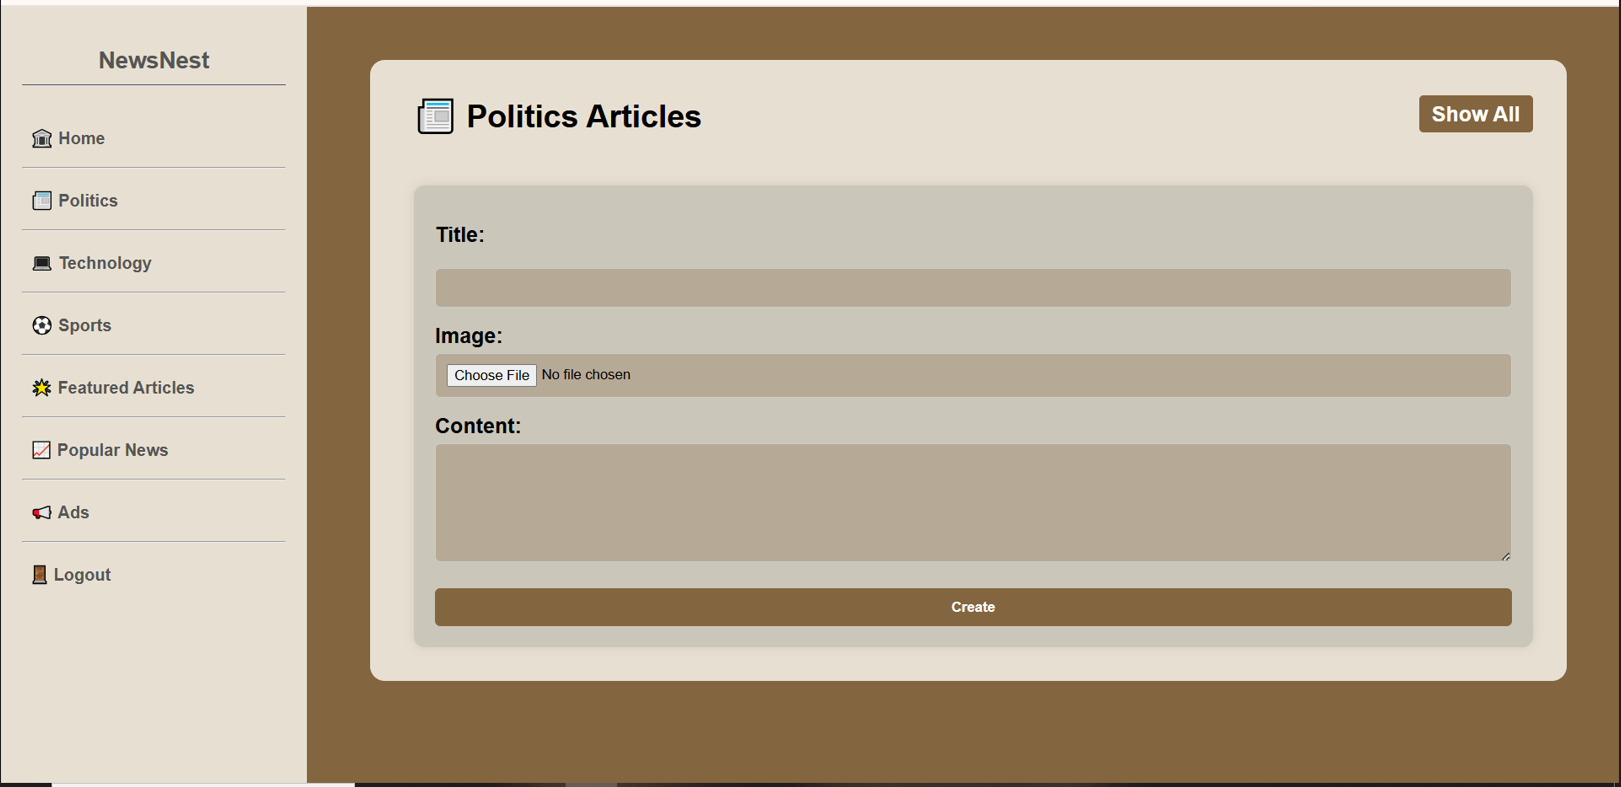 NewsNest
Home
Politics
Technology
Sports
Featured Articles
Popular News
Ads
Logout
Politics Articles
Show All
Title:
Image:
Choose File No file chosen
Content:
Create